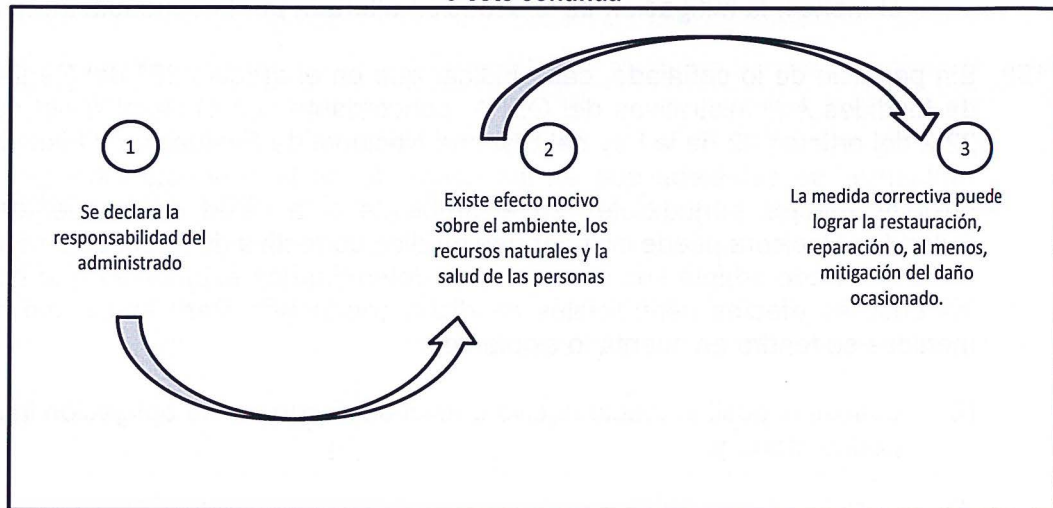 1
Se declara la
responsabilidad del
administrado
2
Existe efecto nocivo
sobre el ambiente, los
recursos naturales y la
salud de las personas
3
La medida correctiva puede
lograr la restauración,
reparación o, al menos,
mitigación del daño
ocasionado.